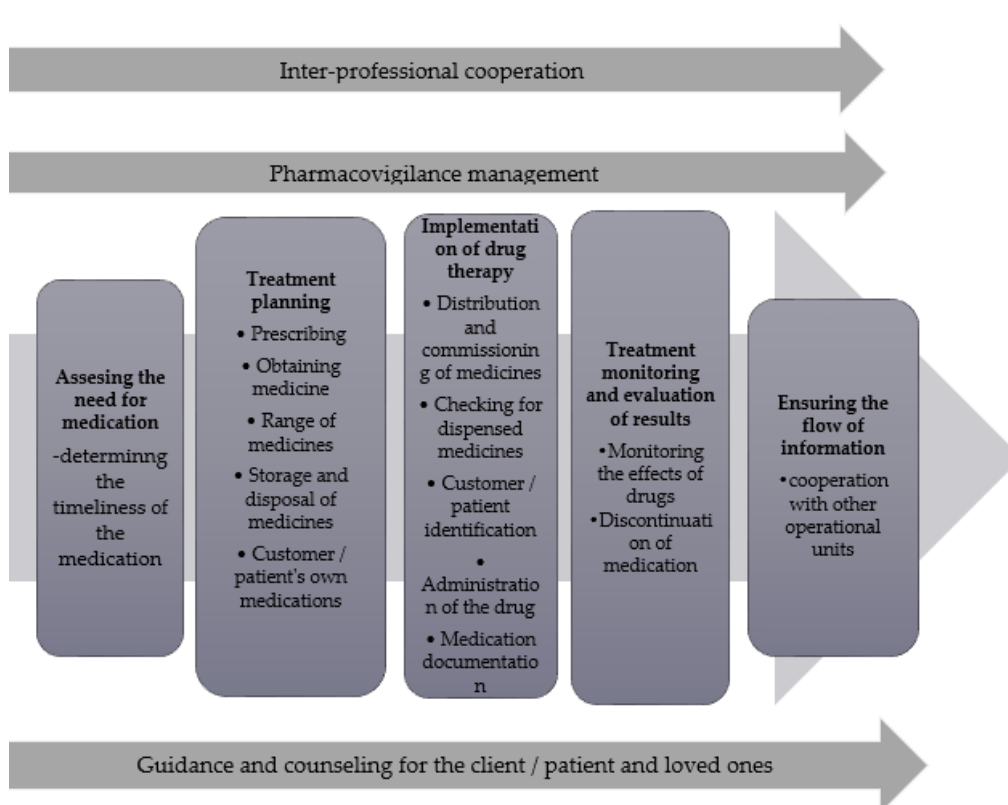 Inter-professional cooperation
Pharmacovigilance management
Assesing the
need for
medication
-determinng
the
timeliness of
the
medication
Treatment
planning
• Prescribing
• Obtaining
medicine
• Range of
medicines
• Storage and
disposal of
medicines
• Customer /
patient's own
medications
Implementati
on of drug
therapy
• Distribution
and
commissionin
g of medicines
• Checking for
dispensed
medicines
• Customer /
patient
identification
•
Administratio
n of the drug
• Medication
documentatio
n
Treatment
monitoring
and evaluation
of results
•Monitoring
the effects of
drugs
•Discontinuati
on of
medication
Ensuring the
flow of
information
•cooperation
with other
operational
units
Guidance and counseling for the client / patient and loved ones